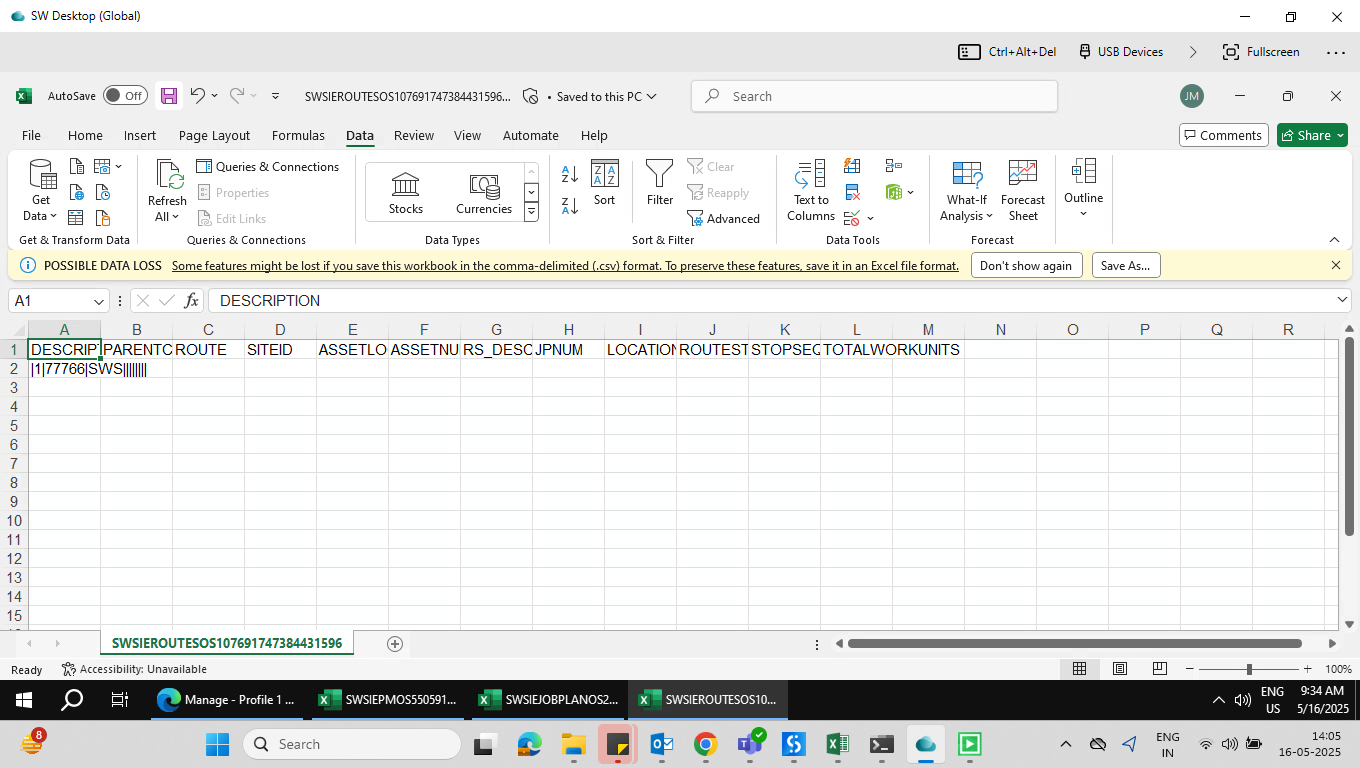 SW Desktop (Global)
Ctrl+Alt+Del USB Devices Fullscreen
AutoSave Off SWSIEROUTESOS107691747384431596... • Saved to this PC Search JM
File Home Insert Page Layout Formulas Data Review View Automate Help Comments Share
Get Data
Refresh All
Queries & Connections
Properties
Edit Links
Stocks
Currencies
Sort
Filter
Clear
Reapply
Advanced
Text to Columns
What-If Analysis
Forecast Sheet
Outline
Get & Transform Data Queries & Connections Data Types Sort & Filter Data Tools Forecast
POSSIBLE DATA LOSS Some features might be lost if you save this workbook in the comma-delimited (.csv) format. To preserve these features, save it in an Excel file format. Don't show again Save As...
A1 fx DESCRIPTION
A B C D E F G H I J K L M N O P Q R
1 DESCRIPT PARENTC ROUTE SITEID ASSETLO ASSETNU RS_DESC JPNUM LOCATION ROUTEST STOPSEQ TOTALWORKUNITS
2 |1|77766|SWS||||||||
3
4
5
6
7
8
9
10
11
12
13
14
15
SWSIEROUTESOS107691747384431596
Ready Accessibility: Unavailable 100%
Manage - Profile 1 ... SWSIEPMOS550591... SWSIEJOBPLANOS2... SWSIEROUTESOS10... ENG US 9:34 AM 5/16/2025
8 Search ENG IN 14:05 16-05-2025